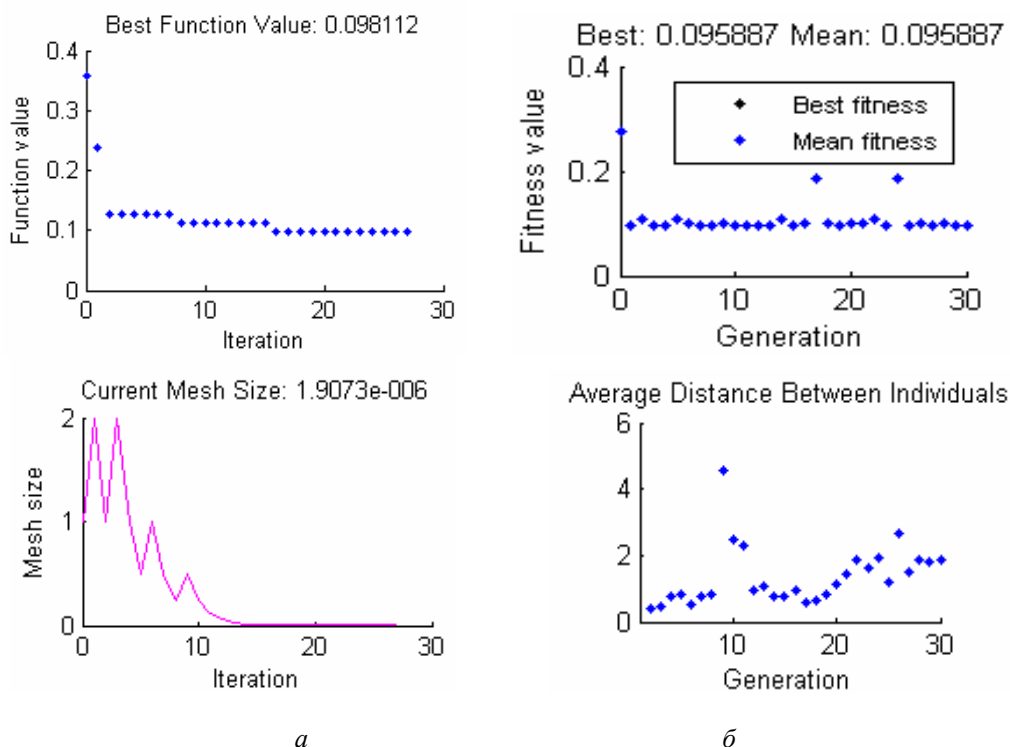 Best Function Value: 0.098112
0.4
0.3
0.2
0.1
0
Function value
0
10
20
30
Iteration
Best: 0.095887 Mean: 0.095887
0.4
0.2
0
Fitness value
Best fitness
Mean fitness
0
10
20
30
Generation
Current Mesh Size: 1.9073e-006
2
1
0
Mesh size
0
10
20
30
Iteration
Average Distance Between Individuals
6
4
2
0
10
20
30
Generation
а
б